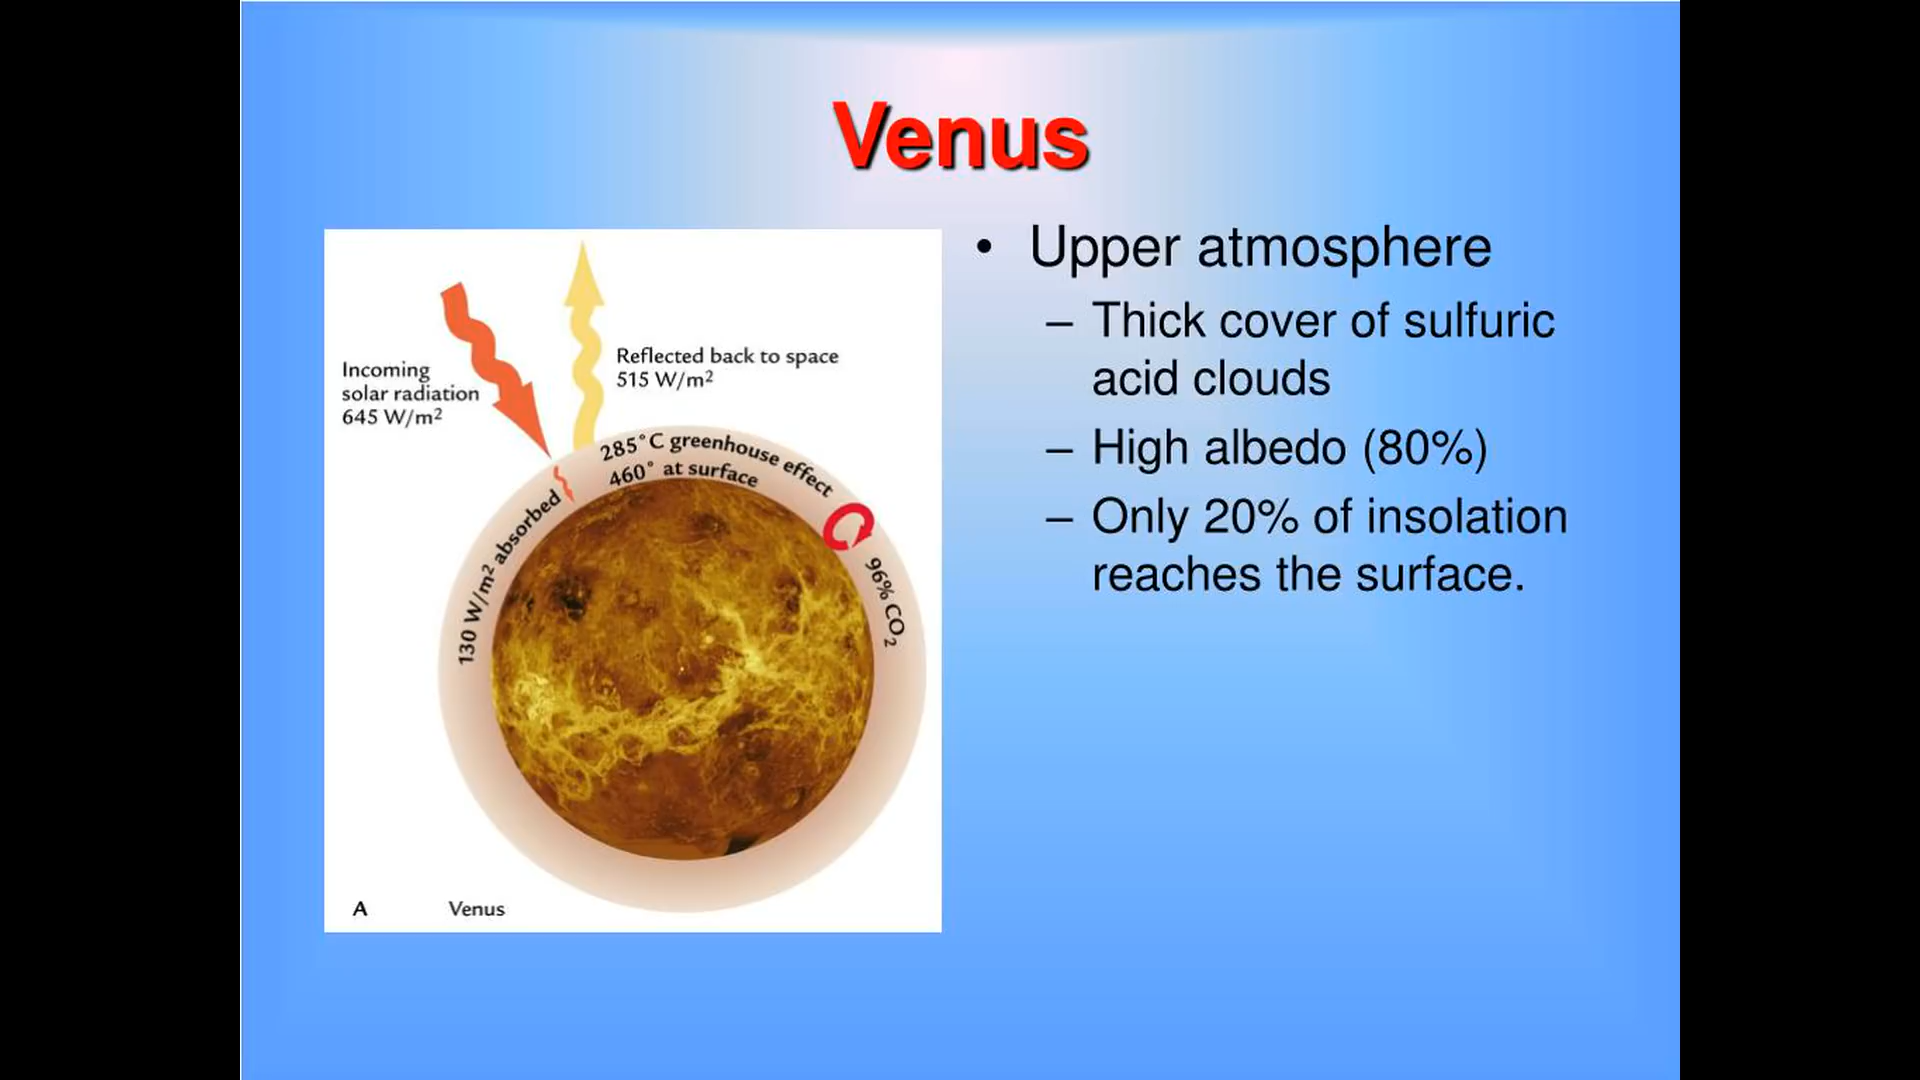 Venus
Incoming
solar radiation
645 W/m²
Reflected back to space
515 W/m²
285°C greenhouse effect
460° at surface
130 W/m² absorbed
96% CO₂
A Venus
• Upper atmosphere
– Thick cover of sulfuric
acid clouds
– High albedo (80%)
– Only 20% of insolation
reaches the surface.